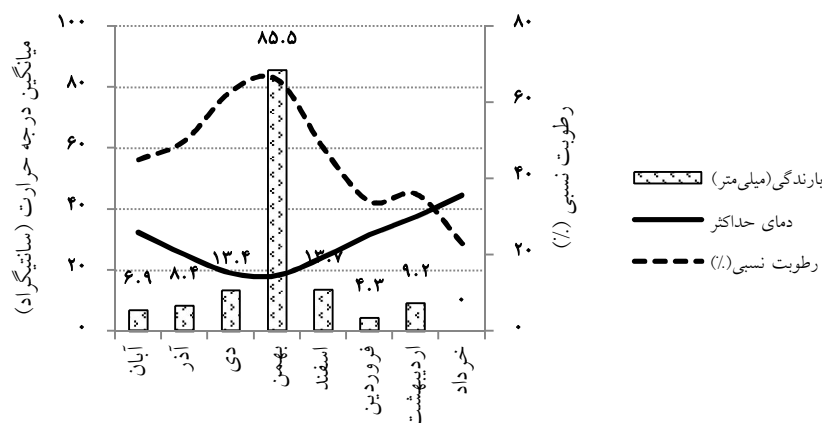 ۱۰۰
۸۰
۶۰
۴۰
۲۰
۰
میانگین درجه حرارت (سانتیگراد)
۸۰
۶۰
۴۰
۲۰
۰
رطوبت نسبی (٪)
۶.۹
۸.۴
۱۳.۴
۸۵.۵
۱۳.۷
۴.۳
۹.۲
۰
آبان
آذر
دی
بهمن
اسفند
فروردین
اردیبهشت
خرداد
بارندگی(میلی‌متر)
دمای حداکثر
رطوبت نسبی(٪)